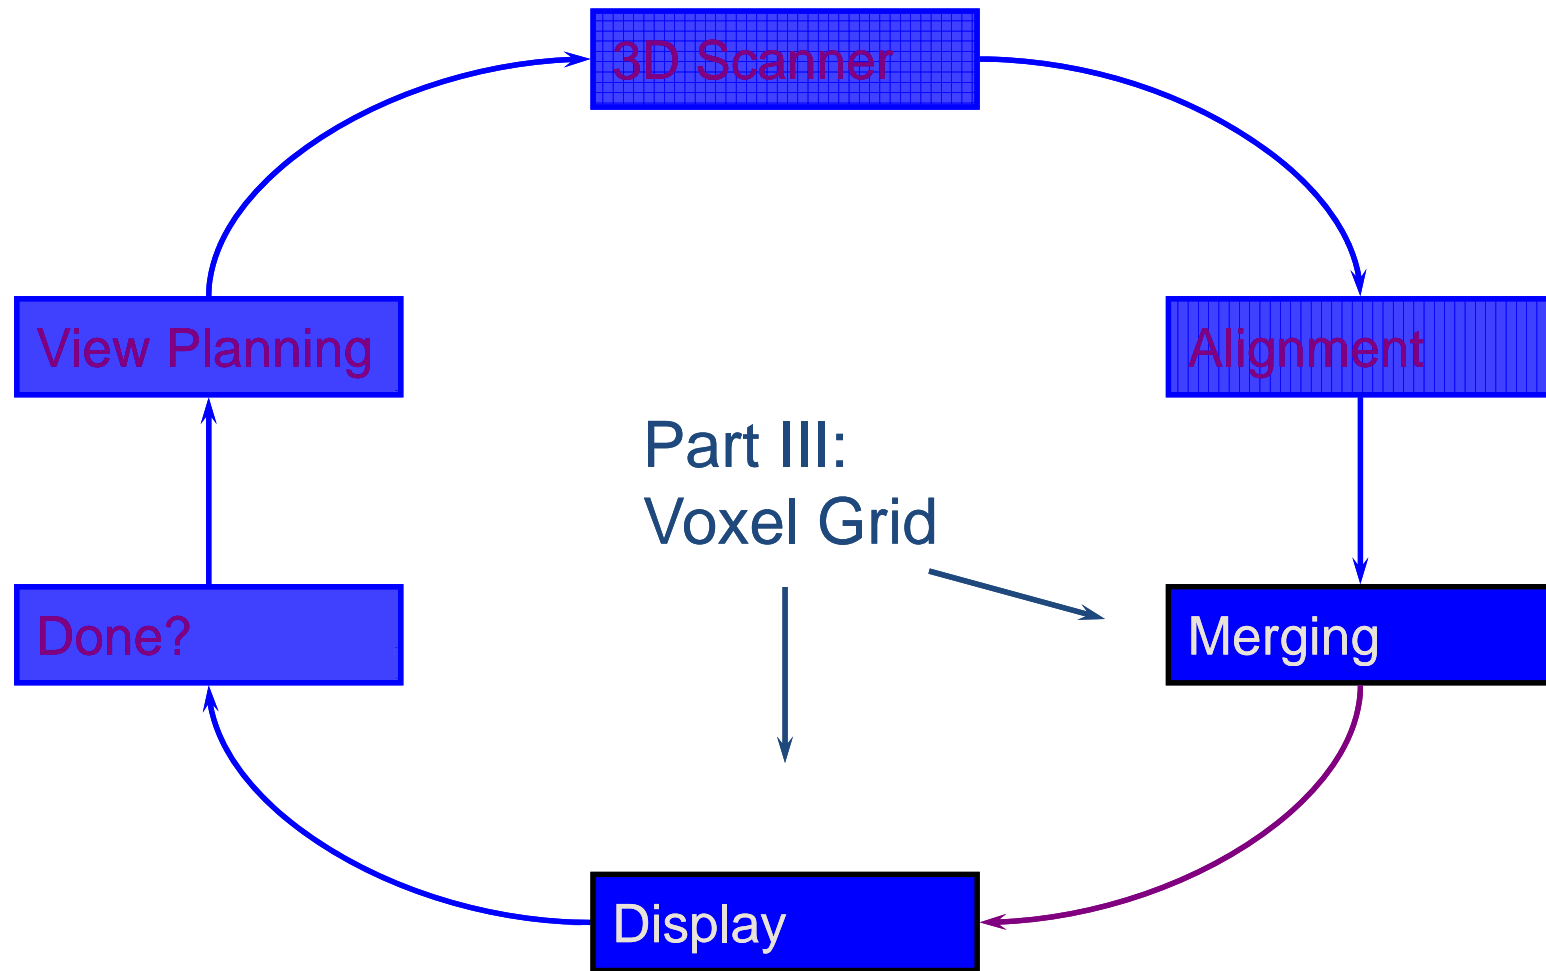 3D Scanner
View Planning
Alignment
Part III:
Voxel Grid
Done?
Merging
Display